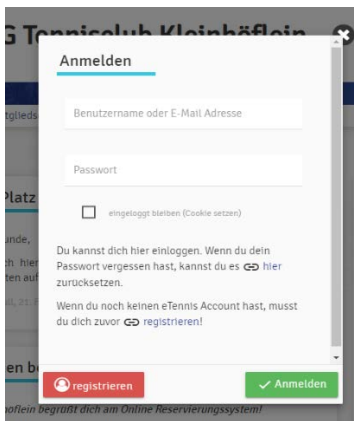 G Tennisclub Kleinhöflein
Anmelden
Benutzername oder E-Mail Adresse
Passwort
eingeloggt bleiben (Cookie setzen)
Du kannst dich hier einloggen. Wenn du dein
Passwort vergessen hast, kannst du es hier
zurücksetzen.
Wenn du noch keinen eTennis Account hast, musst
du dich zuvor registrieren!
registrieren
Anmelden
tglieds
Platz
unde,
ch hier
ten auf
en be
höflein begrüßt dich am Online Reservierungssystem!